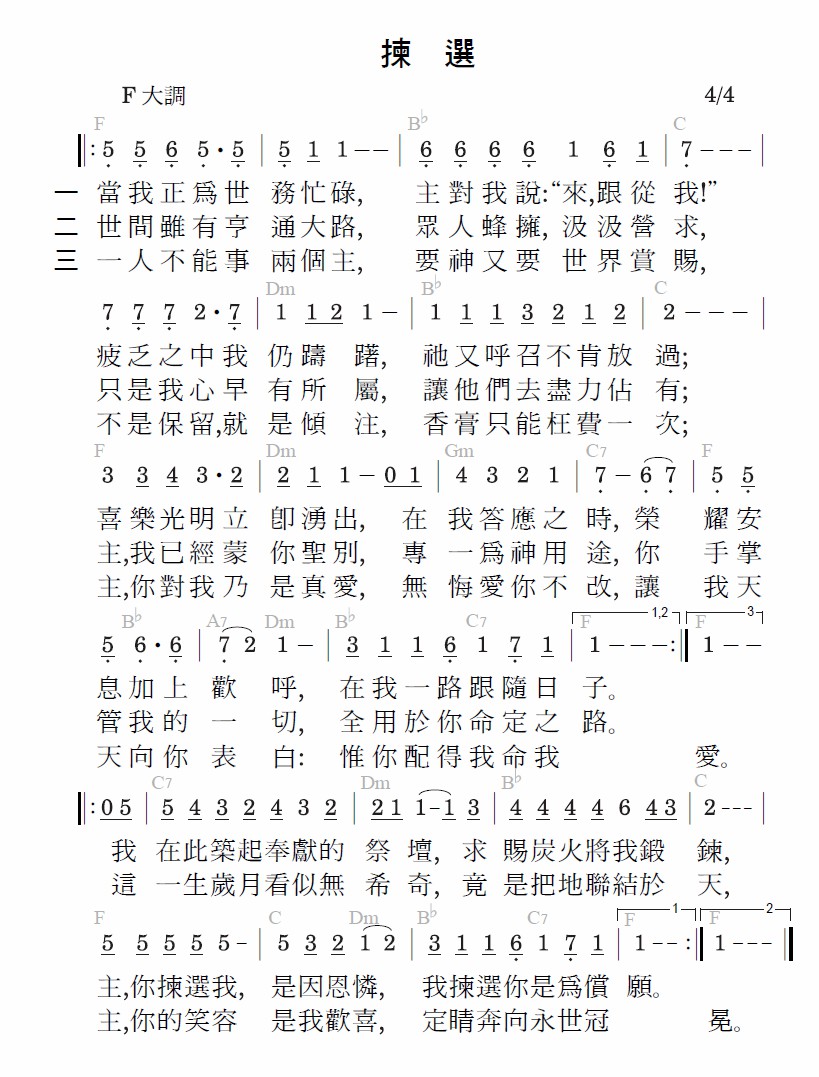 揀 選
F 大調 4/4
F B♭ C
‖: 5 5 6 5 · 5 | 5 1 1 – – | 6 6 6 6 1 6 1 | 7 – – – |
一 當我正爲世 務忙碌, 主對我說:“來,跟從 我!”
二 世間雖有亨 通大路, 眾人蜂擁, 汲汲營 求,
三 一人不能事 兩個主, 要神又要 世界賞 賜,
Dm B♭ C
7 7 7 2 · 7 | 1 1 2 1 – | 1 1 1 3 2 1 2 | 2 – – – |
疲乏之中我 仍躊 躇, 祂又呼召不肯放 過;
只是我心早 有所 屬, 讓他們去盡力佔 有;
不是保留,就 是傾 注, 香膏只能枉費一 次;
F Dm Gm C7 F
3 3 4 3 · 2 | 2 1 1 – 0 1 | 4 3 2 1 | 7 – 6 7 | 5 5
喜樂光明立 卽湧出, 在 我答應之 時, 榮 耀安
主,我已經蒙 你聖別, 專 一爲神用 途, 你 手掌
主,你對我乃 是真愛, 無 悔愛你不 改, 讓 我天
B♭ A7 Dm B♭ C7 F 1,2 F 3
5 6 · 6 | 7 2 1 – | 3 1 1 6 1 7 1 | 1 – – – :‖ 1 – –
息加上 歡 呼, 在我一路跟隨日 子。
管我的 一 切, 全用於你命定之 路。
天向你 表 白: 惟你配得我命我 愛。
C7 Dm B♭ C
‖: 0 5 | 5 4 3 2 4 3 2 | 2 1 1 – 1 3 | 4 4 4 4 6 4 3 | 2 – – – |
我 在此築起奉獻的 祭 壇, 求 賜炭火將我鍛 鍊,
這 一生歲月看似無 希 奇, 竟 是把地聯結於 天,
F C Dm B♭ C7 F 1 F 2
5 5 5 5 5 – | 5 3 2 1 2 | 3 1 1 6 1 7 1 | 1 – – :‖ 1 – – – ‖
主,你揀選我, 是因恩憐, 我揀選你是爲償 願。
主,你的笑容 是我歡喜, 定睛奔向永世冠 冕。